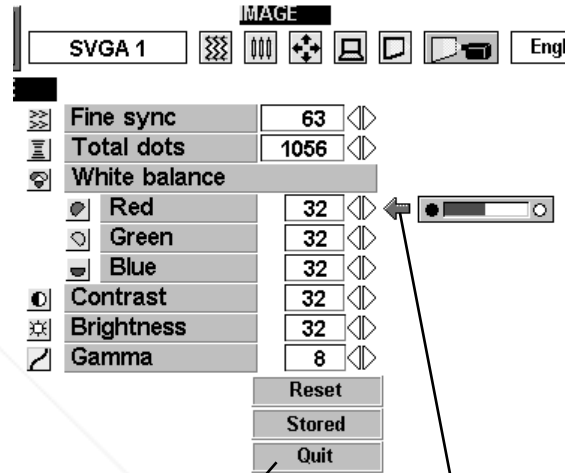 IMAGE
SVGA 1
Engl
Fine sync 63
Total dots 1056
White balance
Red 32
Green 32
Blue 32
Contrast 32
Brightness 32
Gamma 8
Reset
Stored
Quit